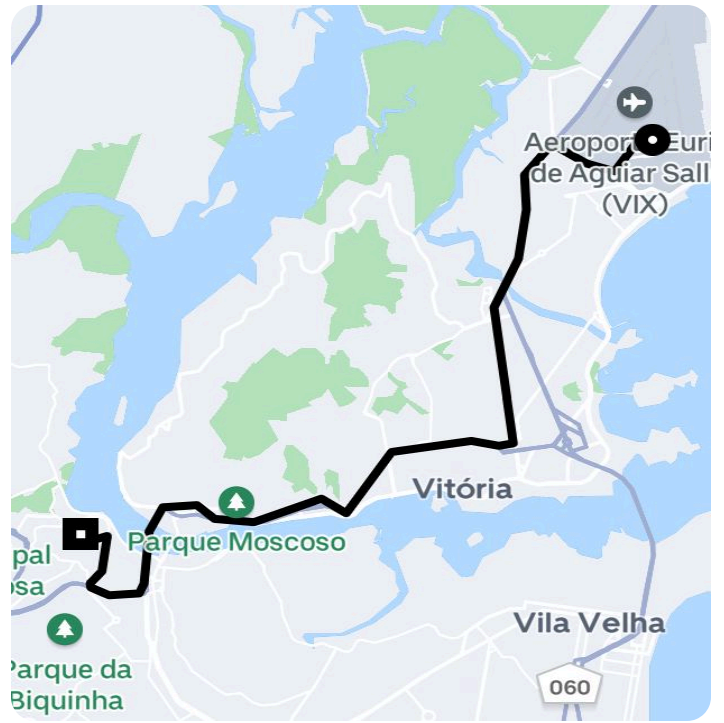 Aeroporto Euri
de Aguiar Sall
(VIX)
Vitória
Parque Moscoso
pal
osa
Vila Velha
Parque da
Biquinha
060